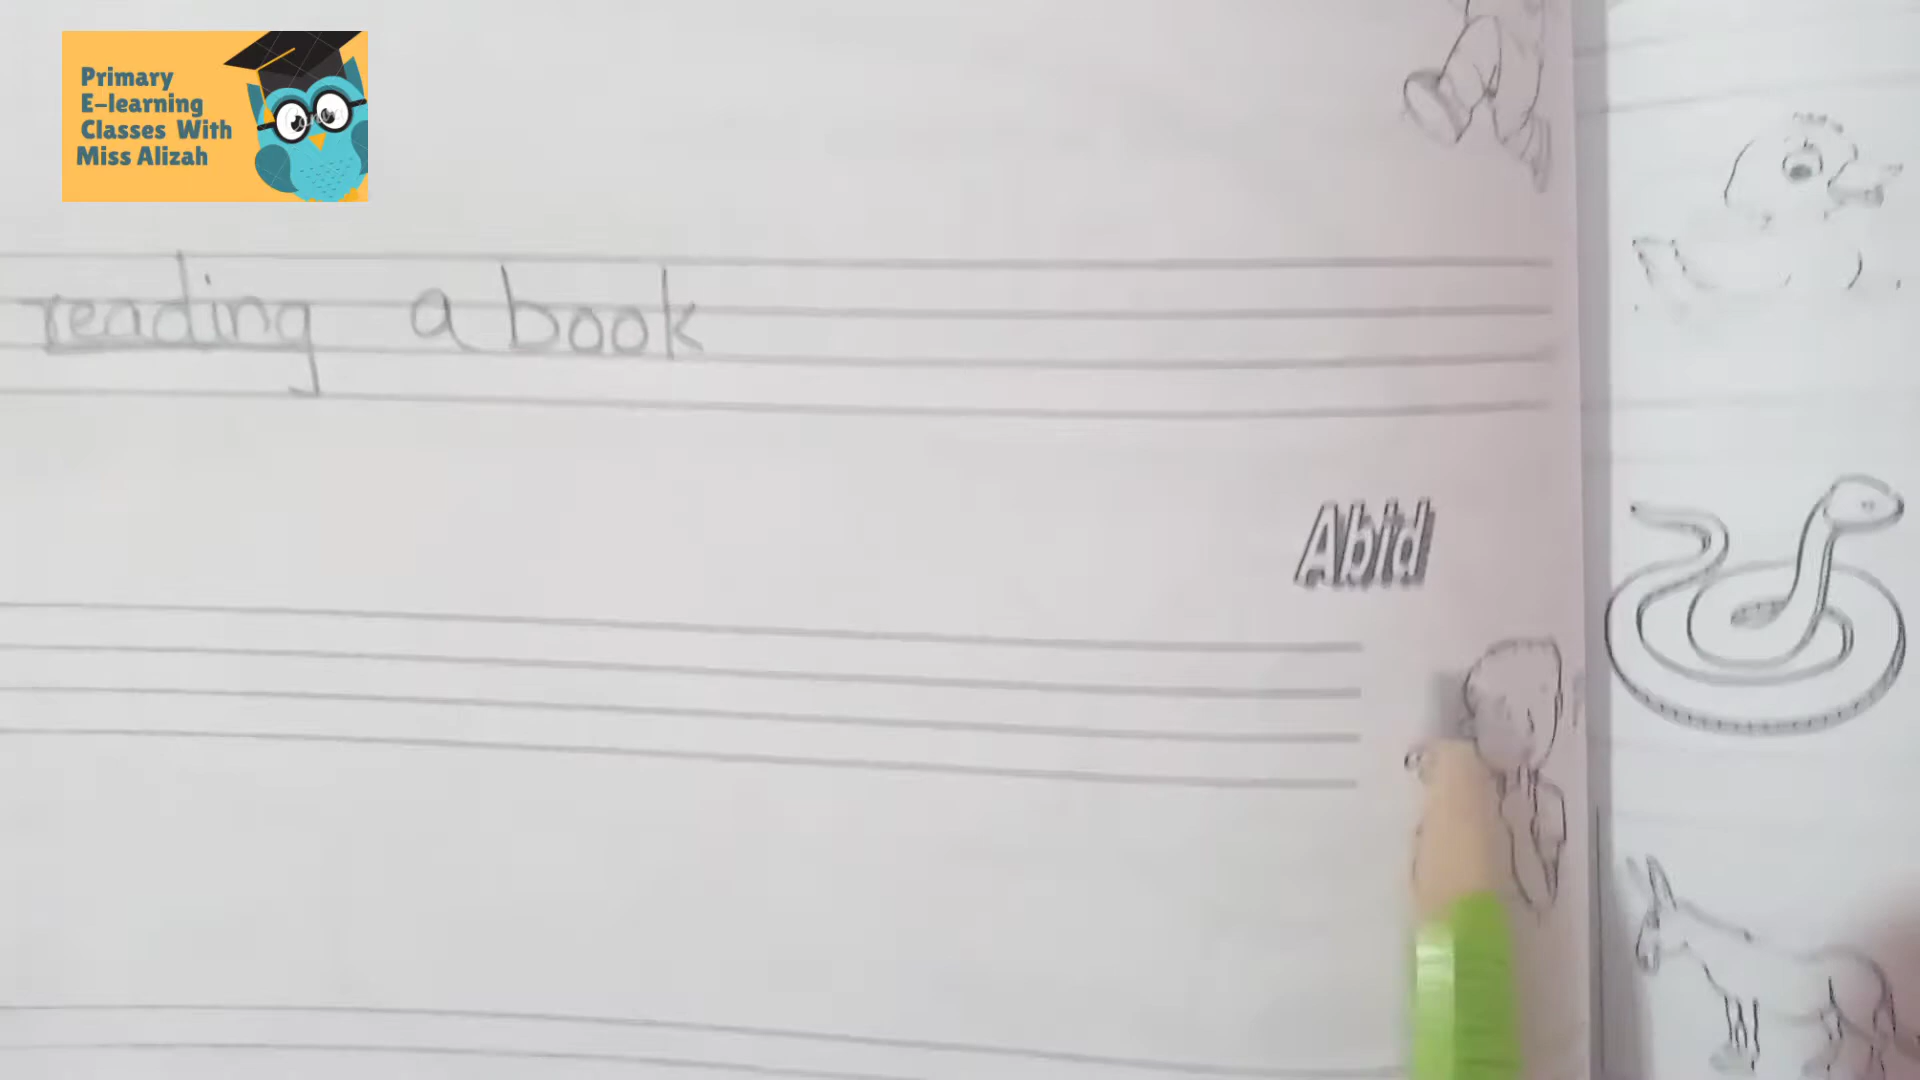 Primary
E-learning
Classes With
Miss Alizah
reading a book
Abid